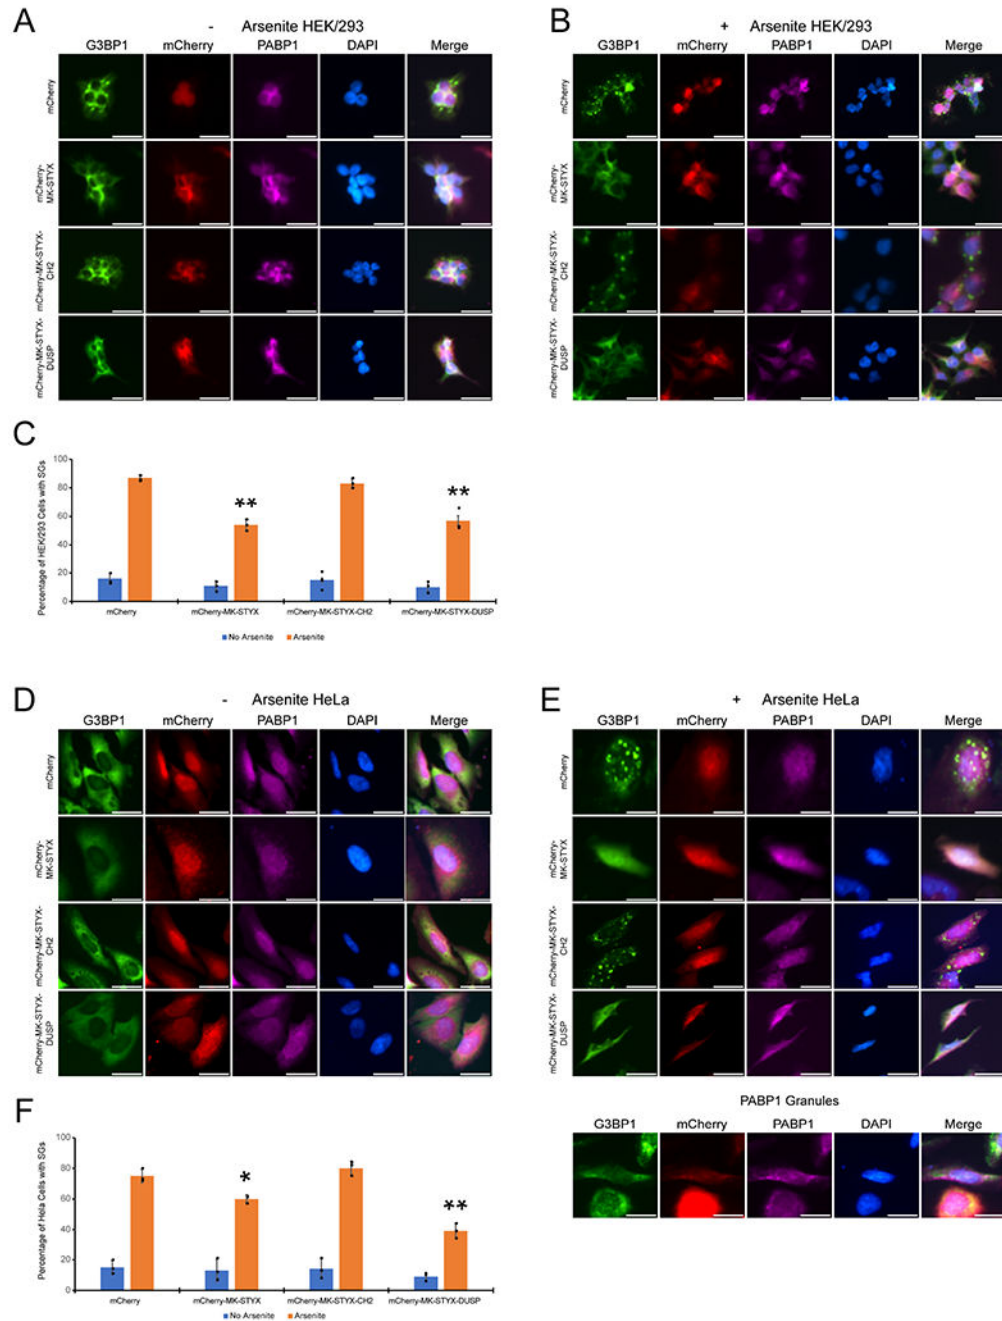 A
- Arsenite HEK/293
G3BP1 mCherry PABP1 DAPI Merge
mCherry
mCherry-
MK-STYX
mCherry-MK-STYX-
CH2
mCherry-MK-STYX-
DUSP
B
+ Arsenite HEK/293
G3BP1 mCherry PABP1 DAPI Merge
mCherry
mCherry-
MK-STYX
mCherry-MK-STYX-
CH2
mCherry-MK-STYX-
DUSP
C
Percentage of HEK/293 Cells with SGs
100
80
60
40
20
0
** **
mCherry mCherry-MK-STYX mCherry-MK-STYX-CH2 mCherry-MK-STYX-DUSP
No Arsenite Arsenite
D
- Arsenite HeLa
G3BP1 mCherry PABP1 DAPI Merge
mCherry
mCherry-
MK-STYX
mCherry-MK-STYX-
CH2
mCherry-MK-STYX-
DUSP
E
+ Arsenite HeLa
G3BP1 mCherry PABP1 DAPI Merge
mCherry
mCherry-
MK-STYX
mCherry-MK-STYX-
CH2
mCherry-MK-STYX-
DUSP
PABP1 Granules
G3BP1 mCherry PABP1 DAPI Merge
F
Percentage of Hela Cells with SGs
100
80
60
40
20
0
* **
mCherry mCherry-MK-STYX mCherry-MK-STYX-CH2 mCherry-MK-STYX-DUSP
No Arsenite Arsenite